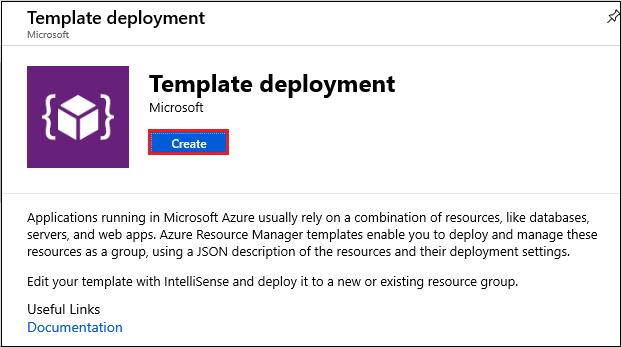 Template deployment
Microsoft
Template deployment
Microsoft
Create
Applications running in Microsoft Azure usually rely on a combination of resources, like databases,
servers, and web apps. Azure Resource Manager templates enable you to deploy and manage these
resources as a group, using a JSON description of the resources and their deployment settings.
Edit your template with IntelliSense and deploy it to a new or existing resource group.
Useful Links
Documentation